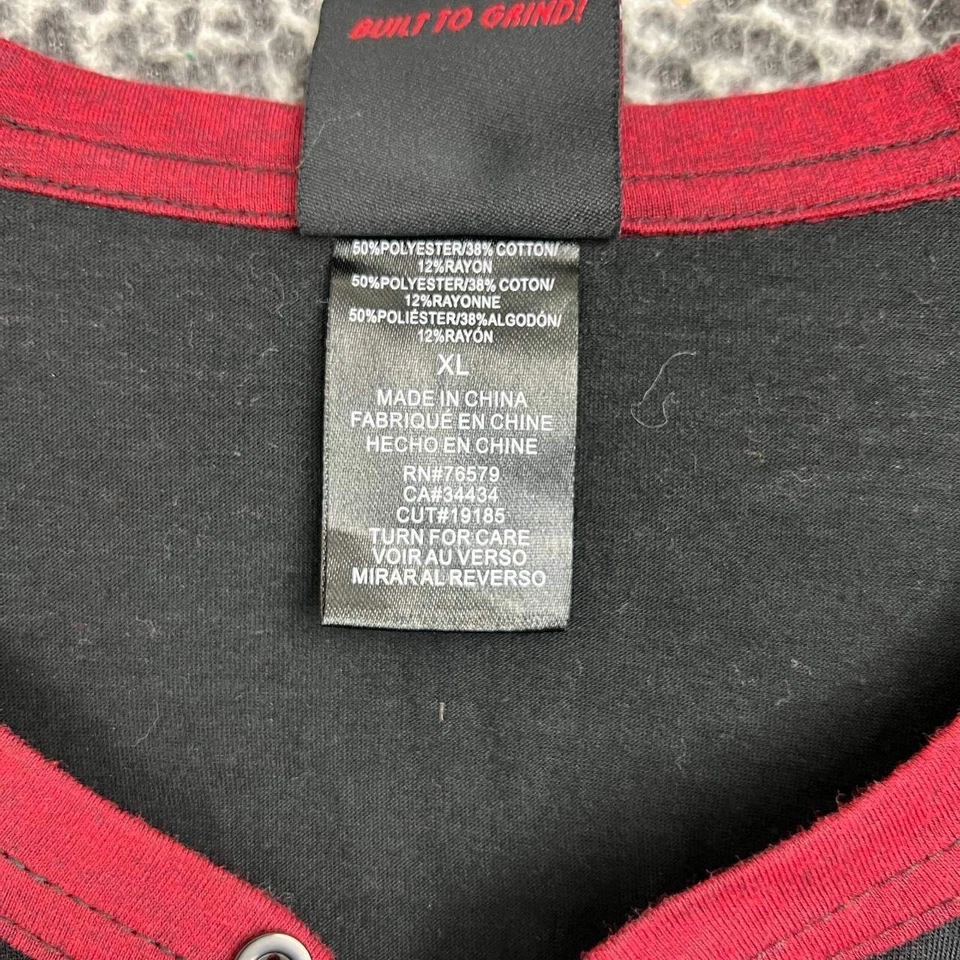 BUILT TO GRIND!
50%POLYESTER/38% COTTON/
12%RAYON
50%POLYESTER/38% COTON/
12%RAYONNE
50%POLIÉSTER/38%ALGODÓN/
12%RAYÓN
XL
MADE IN CHINA
FABRIQUÉ EN CHINE
HECHO EN CHINE
RN#76579
CA#34434
CUT#19185
TURN FOR CARE
VOIR AU VERSO
MIRAR AL REVERSO